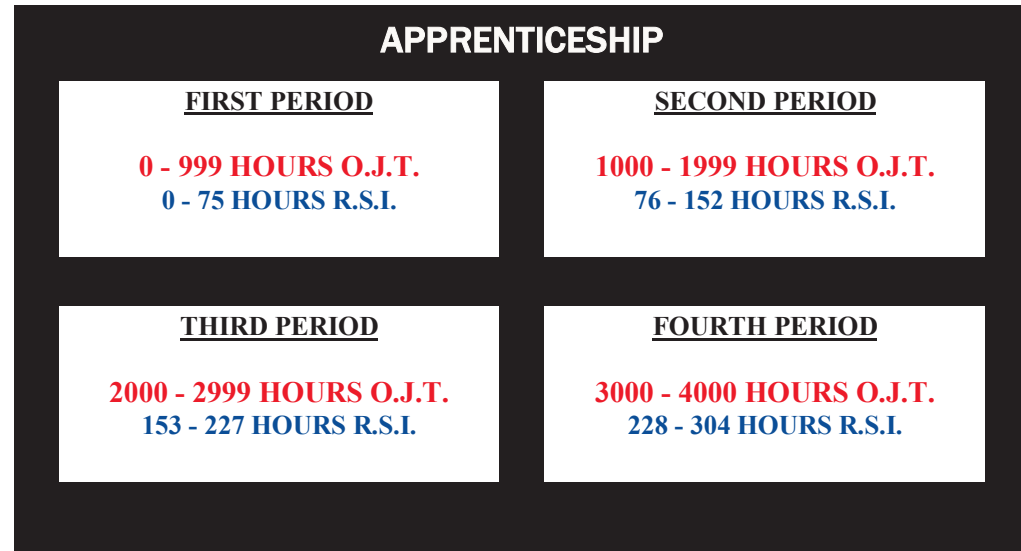 APPRENTICESHIP
FIRST PERIOD
0 - 999 HOURS O.J.T.
0 - 75 HOURS R.S.I.
SECOND PERIOD
1000 - 1999 HOURS O.J.T.
76 - 152 HOURS R.S.I.
THIRD PERIOD
2000 - 2999 HOURS O.J.T.
153 - 227 HOURS R.S.I.
FOURTH PERIOD
3000 - 4000 HOURS O.J.T.
228 - 304 HOURS R.S.I.